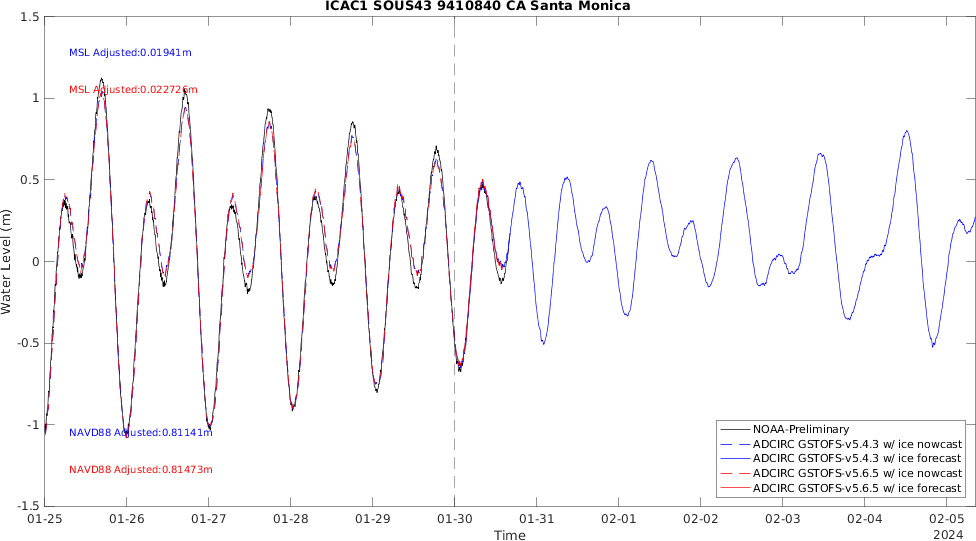 ICAC1 SOUS43 9410840 CA Santa Monica
1.5
1
0.5
0
-0.5
-1
-1.5
Water Level (m)
MSL Adjusted:0.01941m
MSL Adjusted:0.022726m
NAVD88 Adjusted:0.81141m
NAVD88 Adjusted:0.81473m
NOAA-Preliminary
ADCIRC GSTOFS-v5.4.3 w/ ice nowcast
ADCIRC GSTOFS-v5.4.3 w/ ice forecast
ADCIRC GSTOFS-v5.6.5 w/ ice nowcast
ADCIRC GSTOFS-v5.6.5 w/ ice forecast
01-25 01-26 01-27 01-28 01-29 01-30 01-31 02-01 02-02 02-03 02-04 02-05
Time
2024